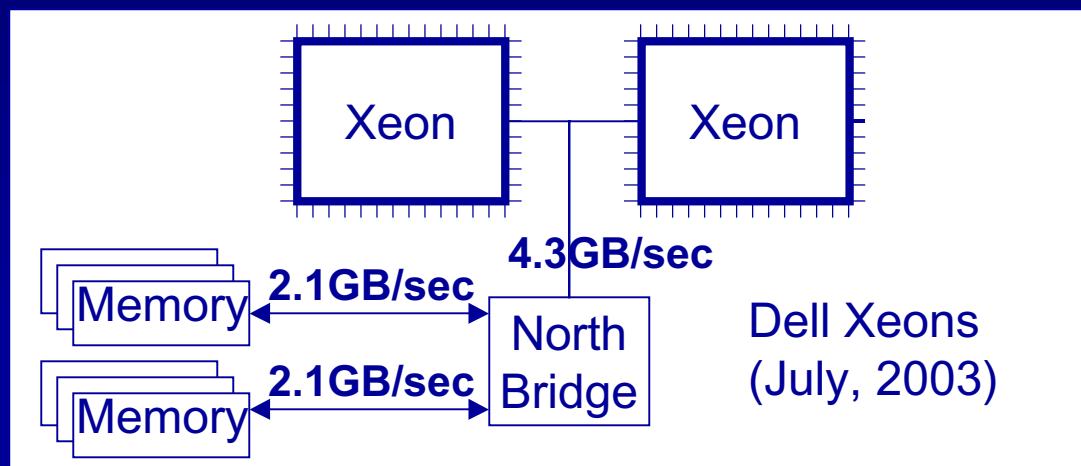 Xeon
Xeon
4.3GB/sec
2.1GB/sec
Memory
North
Bridge
Dell Xeons
(July, 2003)
2.1GB/sec
Memory